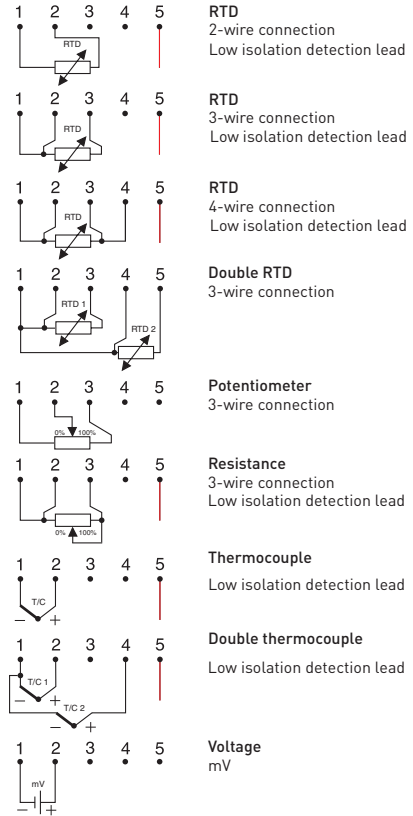 1 2 3 4 5
RTD
RTD
2-wire connection
Low isolation detection lead
1 2 3 4 5
RTD
RTD
3-wire connection
Low isolation detection lead
1 2 3 4 5
RTD
RTD
4-wire connection
Low isolation detection lead
1 2 3 4 5
RTD 1
RTD 2
Double RTD
3-wire connection
1 2 3 4 5
0% 100%
Potentiometer
3-wire connection
1 2 3 4 5
0% 100%
Resistance
3-wire connection
Low isolation detection lead
1 2 3 4 5
T/C
– +
Thermocouple
Low isolation detection lead
1 2 3 4 5
T/C 1
– +
T/C 2
– +
Double thermocouple
Low isolation detection lead
1 2 3 4 5
mV
– +
Voltage
mV